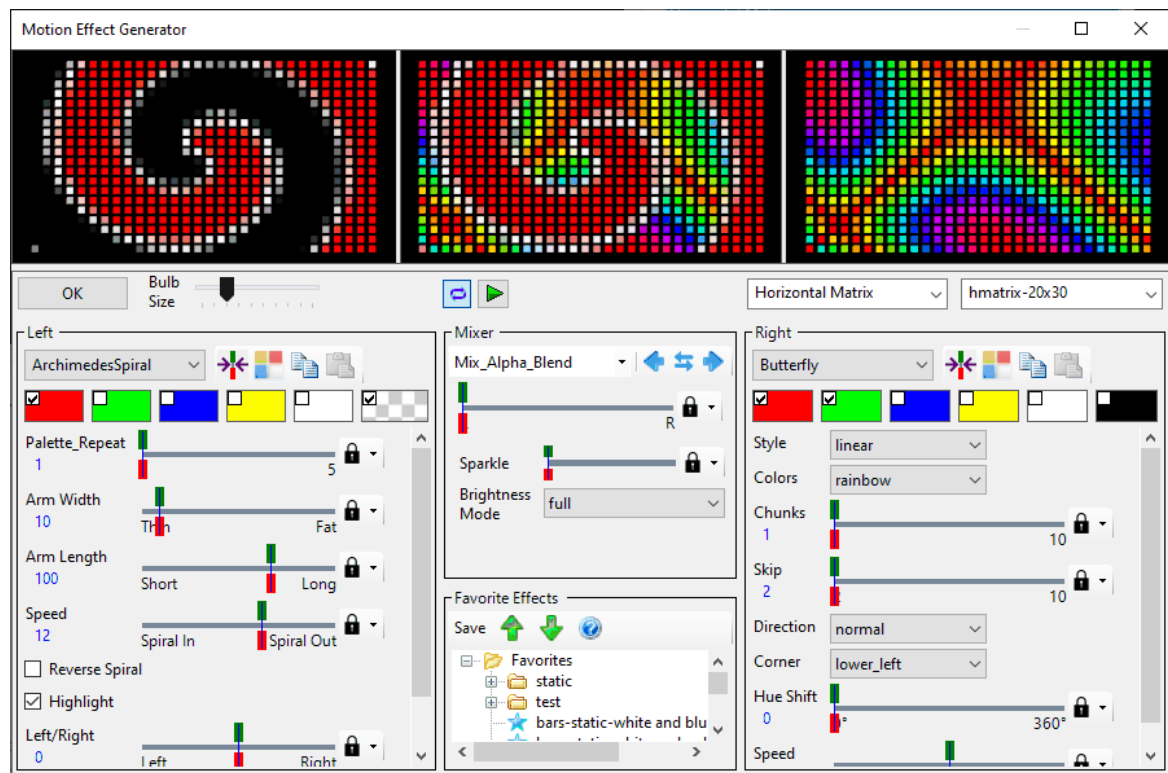 Motion Effect Generator
OK
Bulb Size
Horizontal Matrix
hmatrix-20x30
Left
ArchimedesSpiral
Palette_Repeat
1
5
Arm Width
10
Fat
Arm Length
100
Short
Long
Speed
12
Spiral In
Spiral Out
Reverse Spiral
Highlight
Left/Right
0
Left
Right
Mixer
Mix_Alpha_Blend
R
Sparkle
Brightness Mode
full
Favorite Effects
Save
Favorites
static
test
bars-static-white and blu
Right
Butterfly
Style
linear
Colors
rainbow
Chunks
1
10
Skip
2
10
Direction
normal
Corner
lower_left
Hue Shift
0
360°
Speed